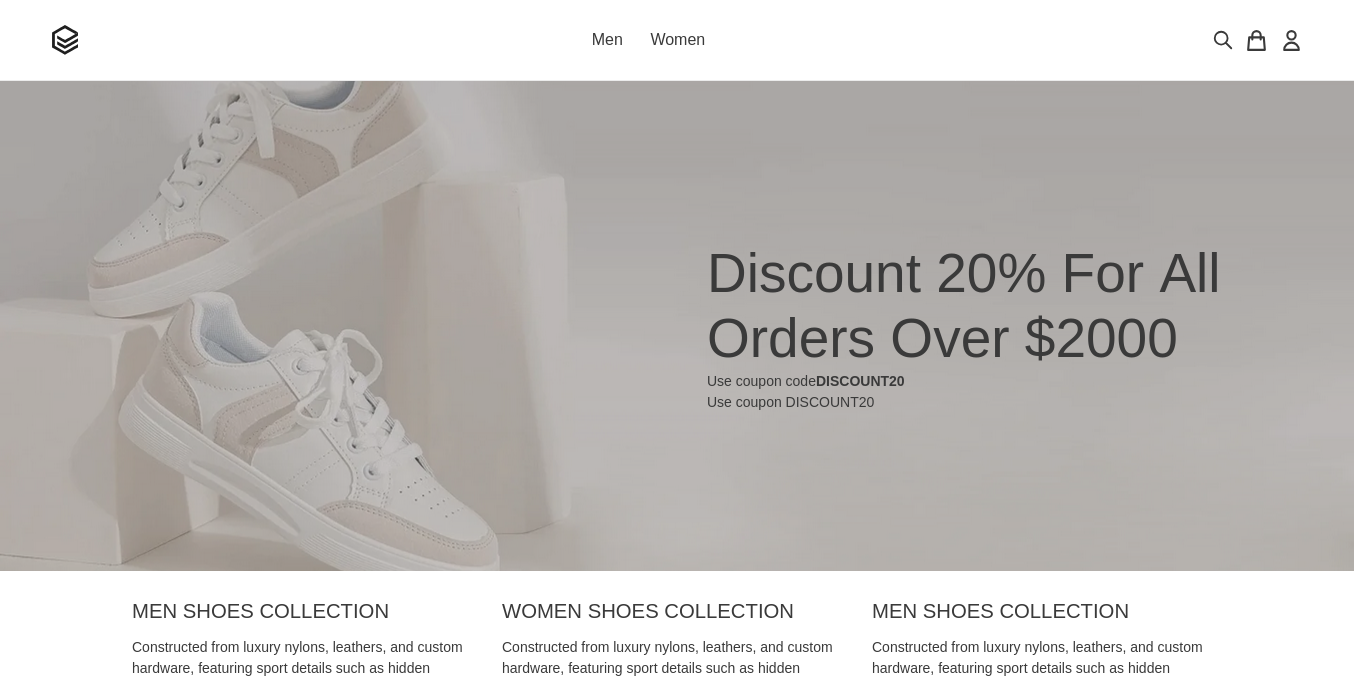 Men
Women
Discount 20% For All
Orders Over $2000
Use coupon codeDISCOUNT20
Use coupon DISCOUNT20
MEN SHOES COLLECTION
Constructed from luxury nylons, leathers, and custom
hardware, featuring sport details such as hidden
WOMEN SHOES COLLECTION
Constructed from luxury nylons, leathers, and custom
hardware, featuring sport details such as hidden
MEN SHOES COLLECTION
Constructed from luxury nylons, leathers, and custom
hardware, featuring sport details such as hidden